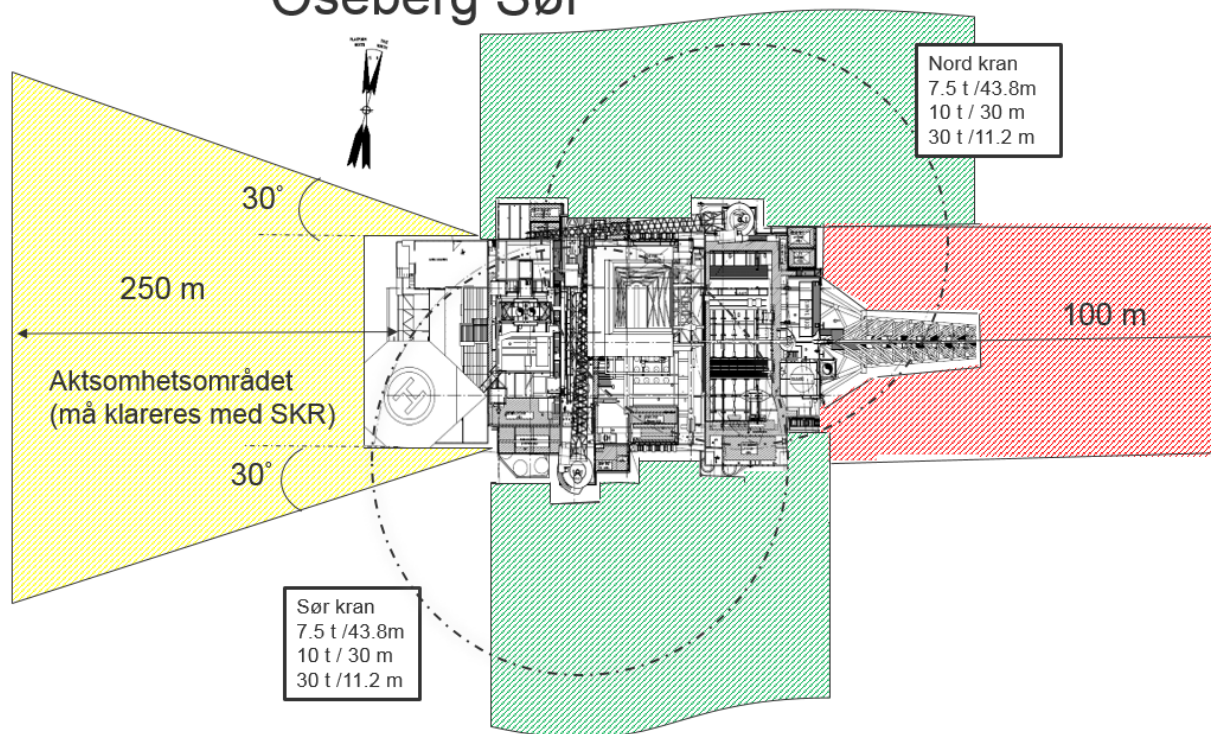 Oseberg Sør
Nord kran
7.5 t /43.8m
10 t / 30 m
30 t /11.2 m
30°
250 m
100 m
Aktsomhetsområdet
(må klareres med SKR)
H
30°
Sør kran
7.5 t /43.8m
10 t / 30 m
30 t /11.2 m